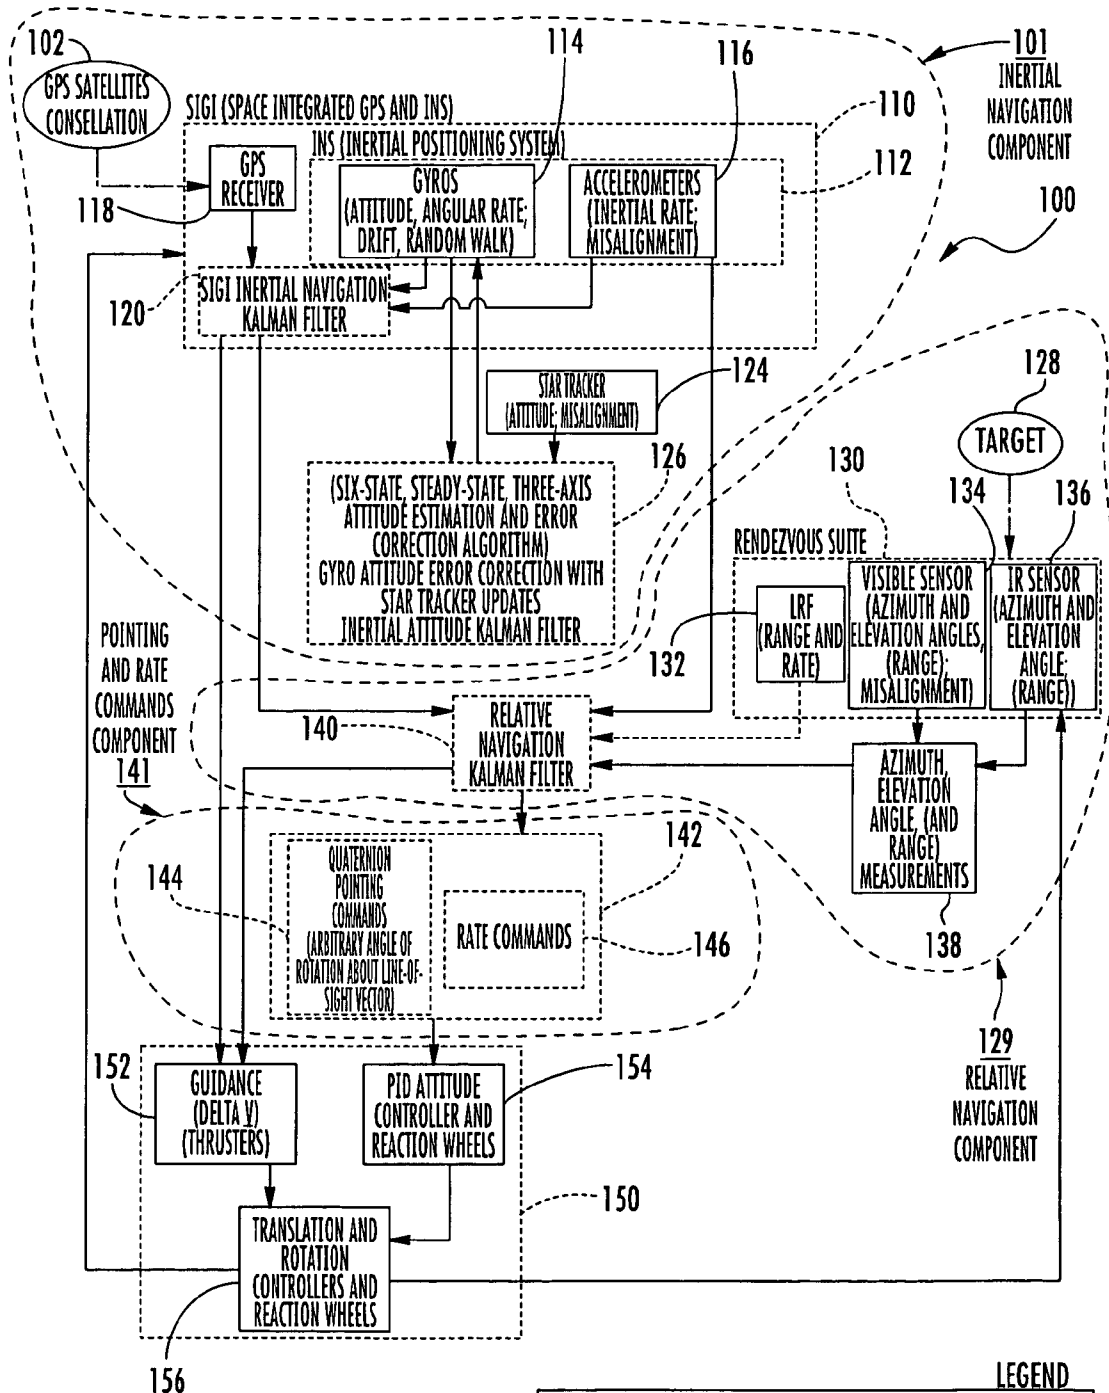 102
GPS SATELLITES
CONSELLATION
114
116
101
INERTIAL
NAVIGATION
COMPONENT
SIGI (SPACE INTEGRATED GPS AND INS)
INS (INERTIAL POSITIONING SYSTEM)
110
112
100
118
GPS
RECEIVER
GYROS
(ATTITUDE, ANGULAR RATE;
DRIFT, RANDOM WALK)
ACCELEROMETERS
(INERTIAL RATE;
MISALIGNMENT)
120
SIGI INERTIAL NAVIGATION
KALMAN FILTER
STAR TRACKER
(ATTITUDE; MISALIGNMENT)
124
126
(SIX-STATE, STEADY-STATE, THREE-AXIS
ATTITUDE ESTIMATION AND ERROR
CORRECTION ALGORITHM)
GYRO ATTITUDE ERROR CORRECTION WITH
STAR TRACKER UPDATES
INERTIAL ATTITUDE KALMAN FILTER
128
TARGET
130
134
136
RENDEZVOUS SUITE
LRF
(RANGE AND
RATE)
132
VISIBLE SENSOR
(AZIMUTH AND
ELEVATION ANGLES,
(RANGE);
MISALIGNMENT)
IR SENSOR
(AZIMUTH AND
ELEVATION
ANGLE;
(RANGE))
POINTING
AND RATE
COMMANDS
COMPONENT
141
140
RELATIVE
NAVIGATION
KALMAN FILTER
AZIMUTH,
ELEVATION
ANGLE, (AND
RANGE)
MEASUREMENTS
138
144
QUATERNION
POINTING
COMMANDS
(ARBITRARY ANGLE OF
ROTATION ABOUT LINE-OF-
SIGHT VECTOR)
RATE COMMANDS
142
146
129
RELATIVE
NAVIGATION
COMPONENT
152
GUIDANCE
(DELTA V)
(THRUSTERS)
PID ATTITUDE
CONTROLLER AND
REACTION WHEELS
154
150
TRANSLATION AND
ROTATION
CONTROLLERS AND
REACTION WHEELS
156
LEGEND